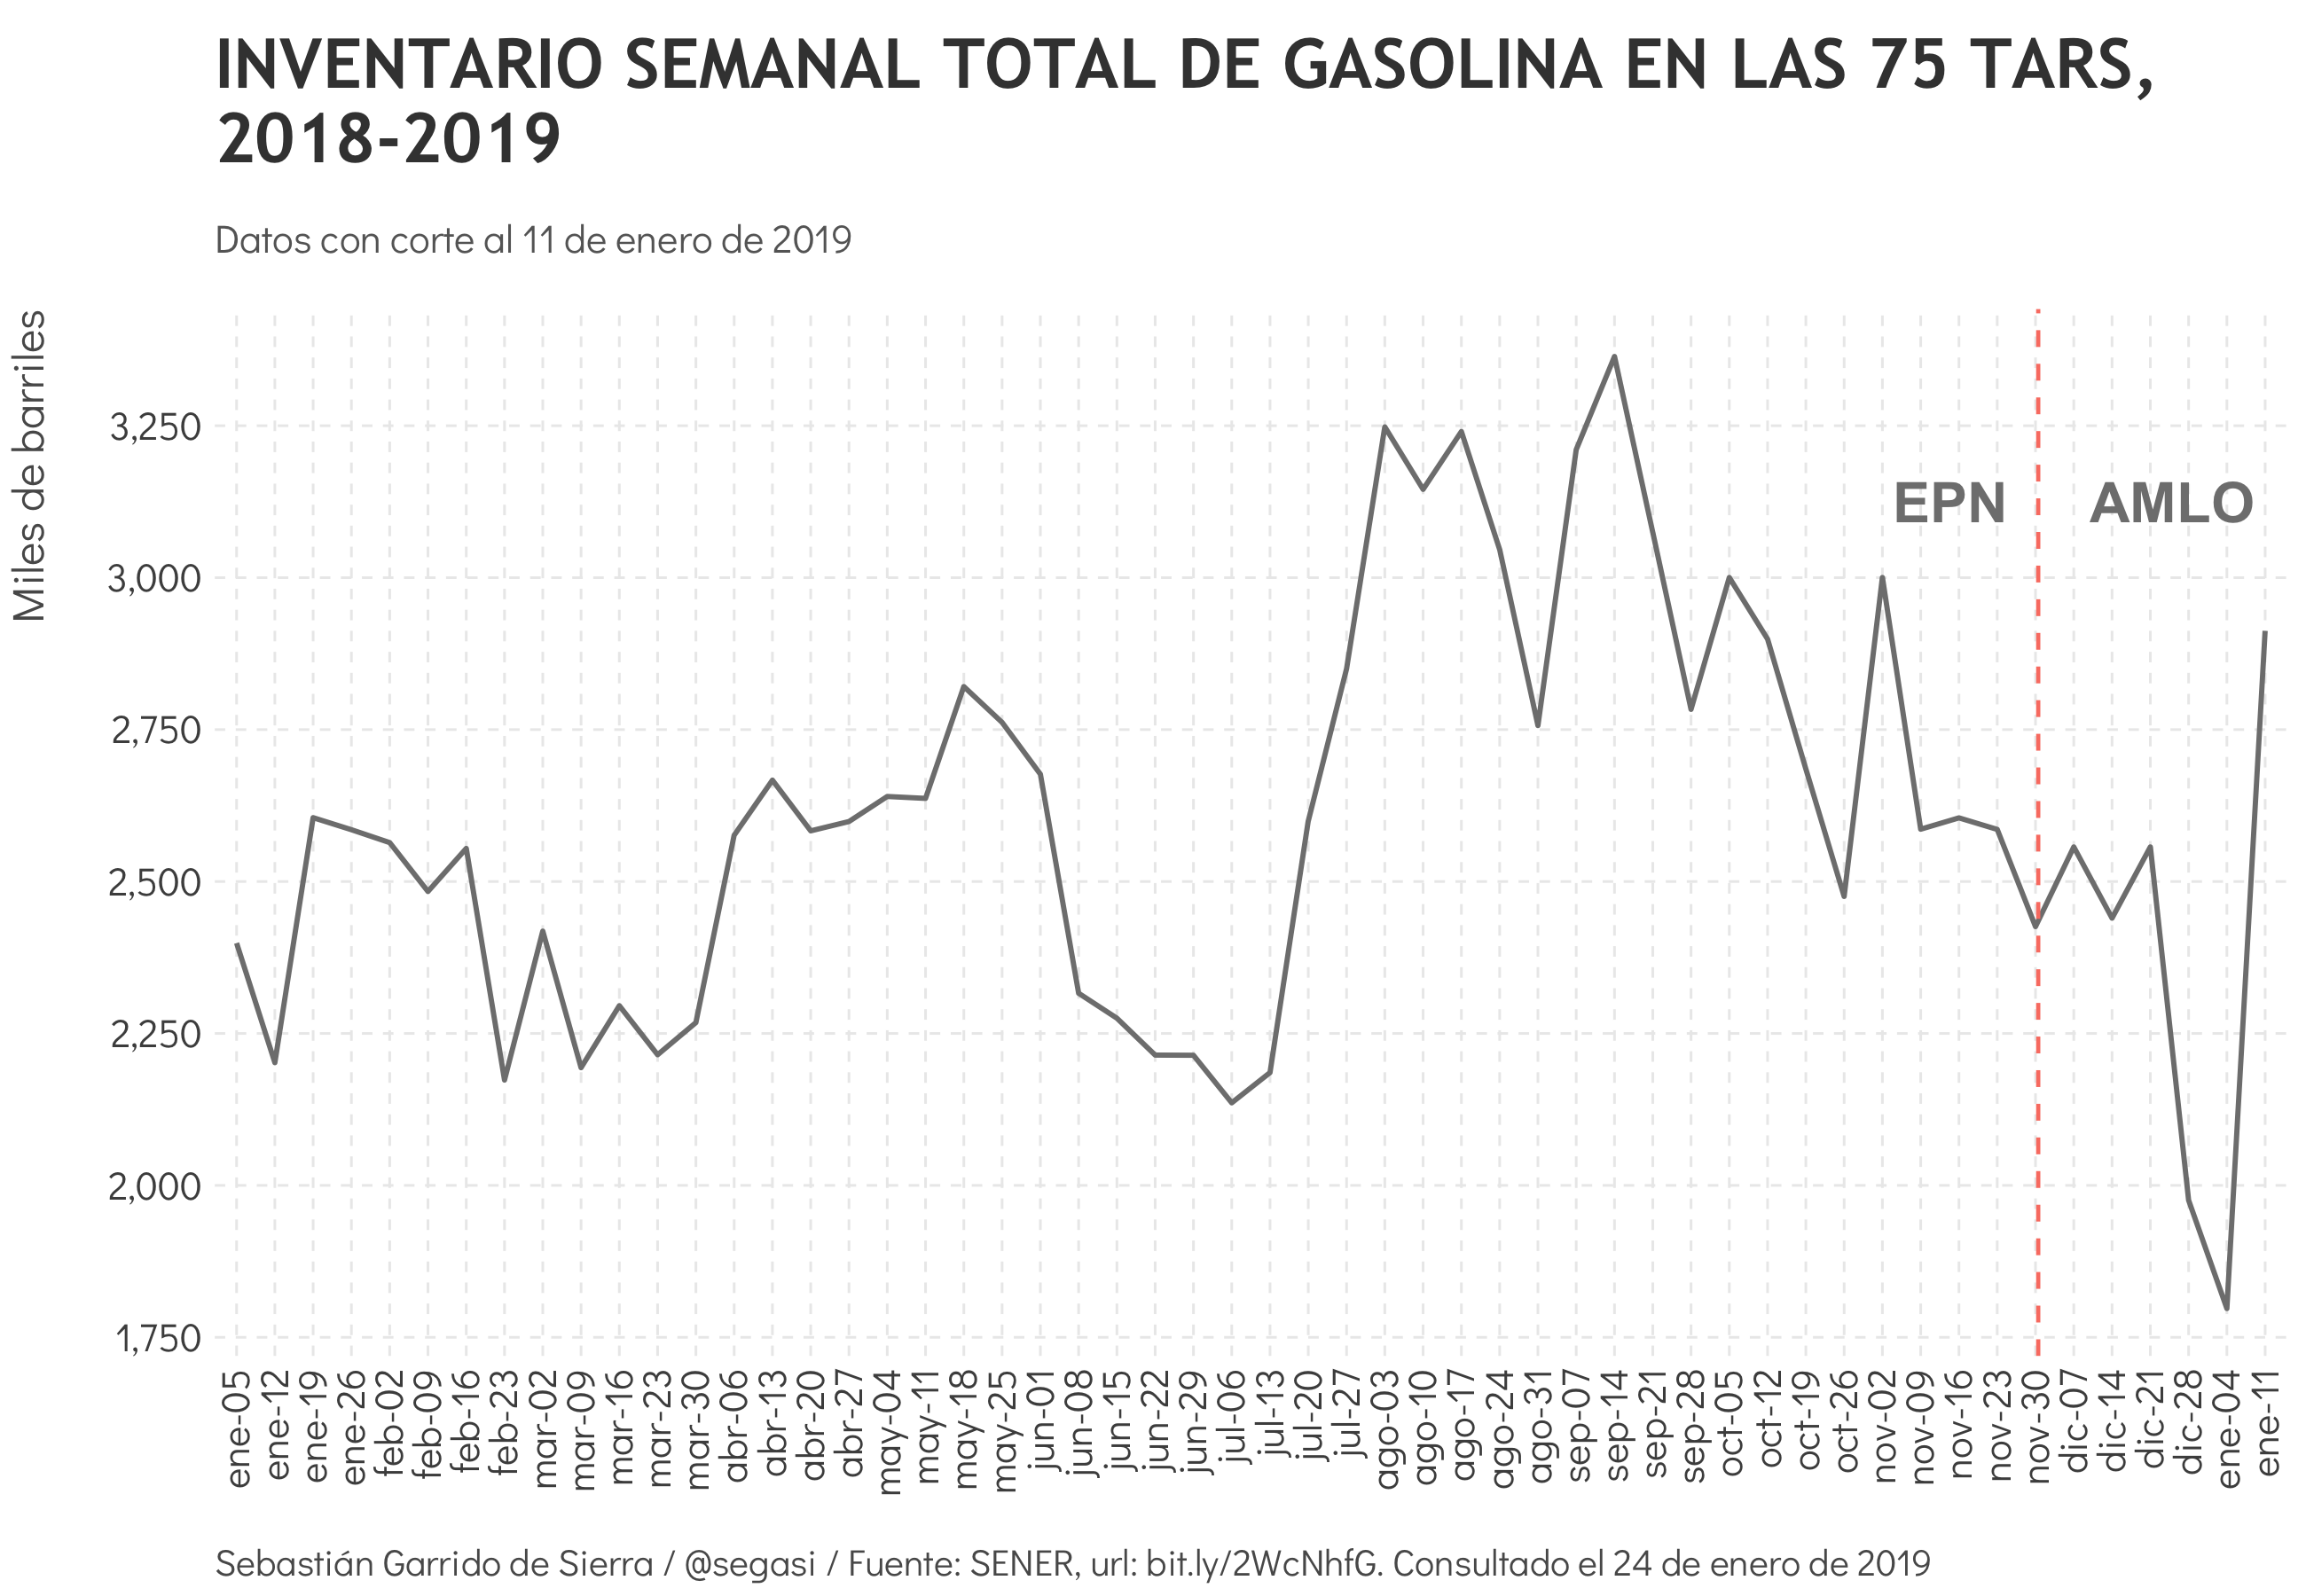 INVENTARIO SEMANAL TOTAL DE GASOLINA EN LAS 75 TARS,
2018-2019
Datos con corte al 11 de enero de 2019
Miles de barriles
3,250
3,000
2,750
2,500
2,250
2,000
1,750
EPN
AMLO
ene-05
ene-12
ene-19
ene-26
feb-02
feb-09
feb-16
feb-23
mar-02
mar-09
mar-16
mar-23
mar-30
abr-06
abr-13
abr-20
abr-27
may-04
may-11
may-18
may-25
jun-01
jun-08
jun-15
jun-22
jun-29
jul-06
jul-13
jul-20
jul-27
ago-03
ago-10
ago-17
ago-24
ago-31
sep-07
sep-14
sep-21
sep-28
oct-05
oct-12
oct-19
oct-26
nov-02
nov-09
nov-16
nov-23
nov-30
dic-07
dic-14
dic-21
dic-28
ene-04
ene-11
Sebastián Garrido de Sierra / @segasi / Fuente: SENER, url: bit.ly/2WcNhfG. Consultado el 24 de enero de 2019